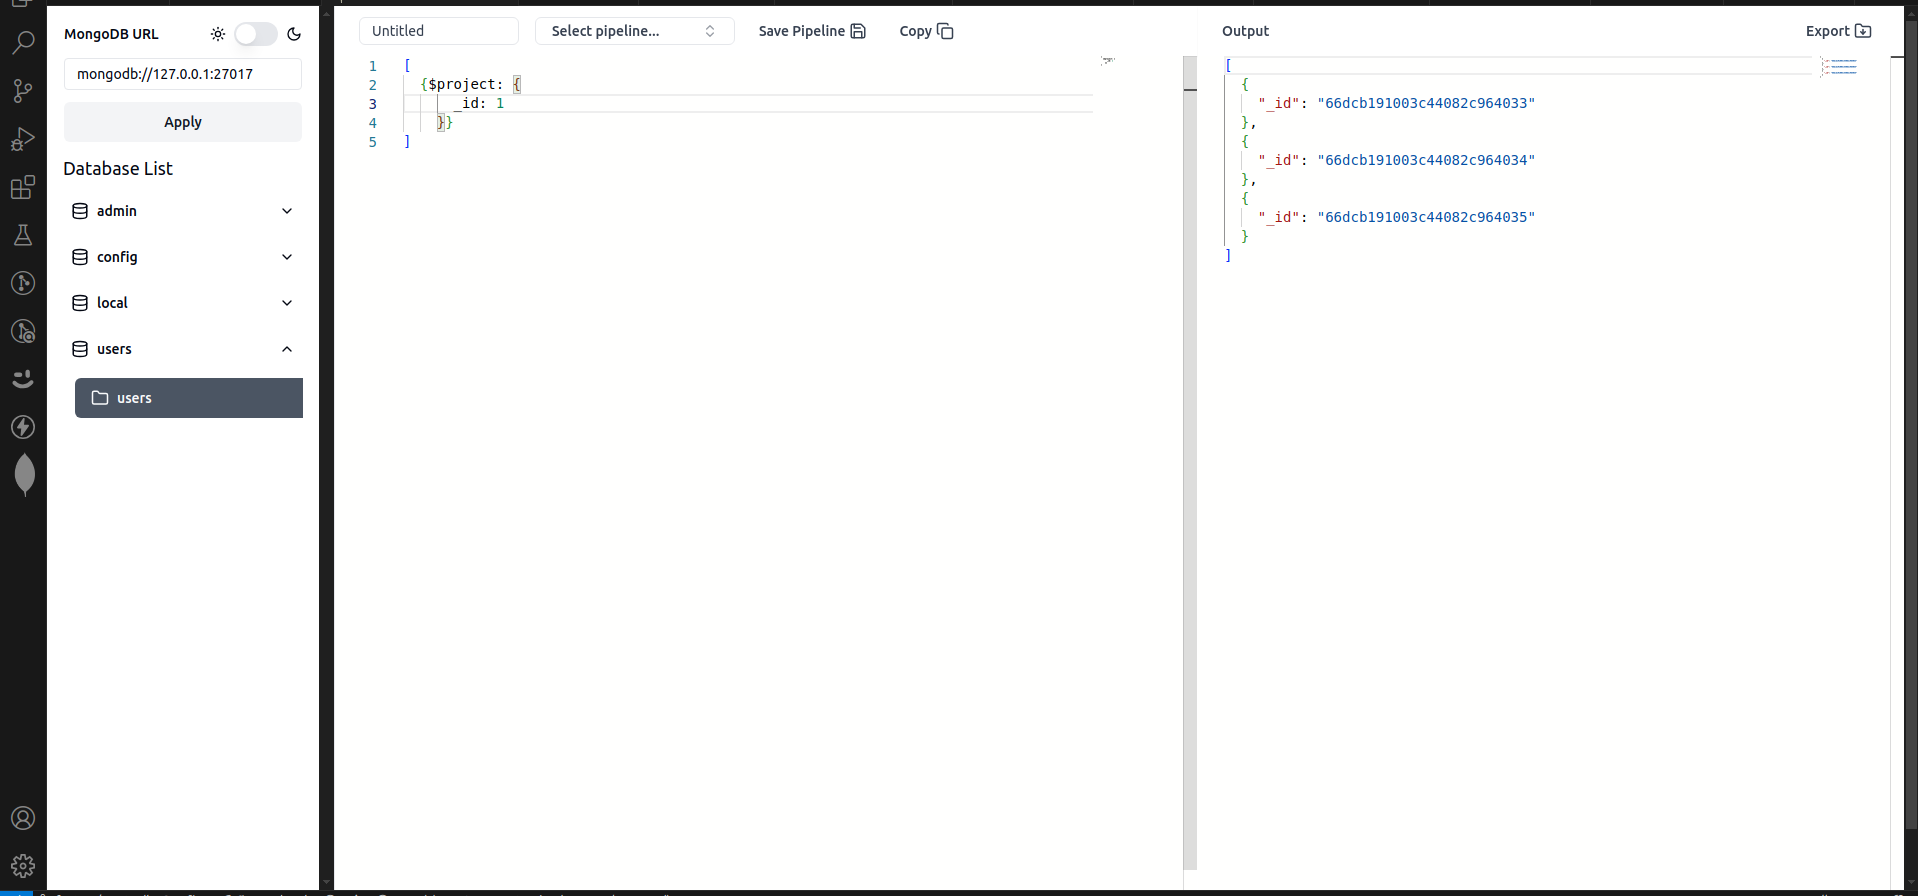 MongoDB URL
mongodb://127.0.0.1:27017
Apply
Database List
admin
config
local
users
users
Untitled
Select pipeline...
Save Pipeline
Copy
1 [
2 {$project: {
3 _id: 1
4 }}
5 ]
Output
Export
[
{
"_id": "66dcb191003c44082c964033"
},
{
"_id": "66dcb191003c44082c964034"
},
{
"_id": "66dcb191003c44082c964035"
}
]